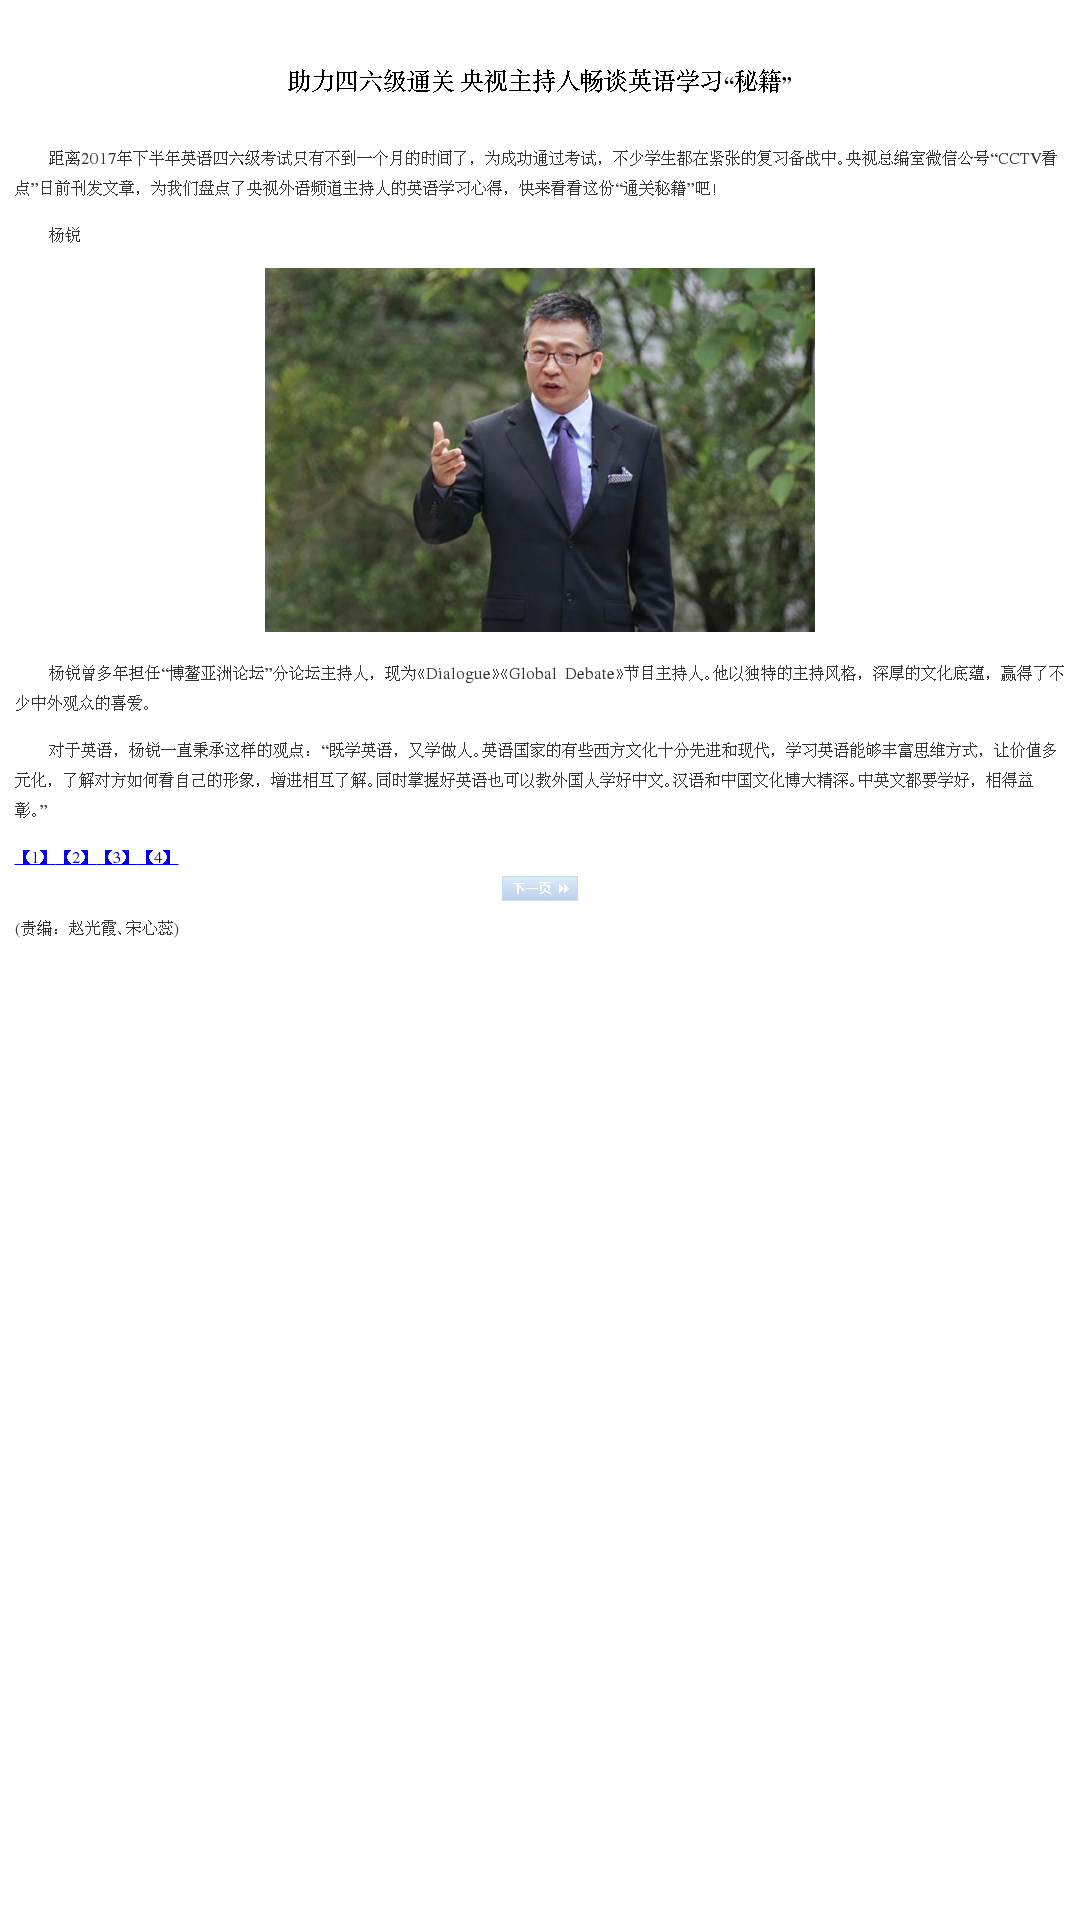 助力四六级通关 央视主持人畅谈英语学习“秘籍”
距离2017年下半年英语四六级考试只有不到一个月的时间了，为成功通过考试，不少学生都在紧张的复习备战中。央视总编室微信公号“CCTV看
点”日前刊发文章，为我们盘点了央视外语频道主持人的英语学习心得，快来看看这份“通关秘籍”吧！
杨锐
杨锐曾多年担任“博鳌亚洲论坛”分论坛主持人，现为《Dialogue》《Global Debate》节目主持人。他以独特的主持风格，深厚的文化底蕴，赢得了不
少中外观众的喜爱。
对于英语，杨锐一直秉承这样的观点：“既学英语，又学做人。英语国家的有些西方文化十分先进和现代，学习英语能够丰富思维方式，让价值多
元化，了解对方如何看自己的形象，增进相互了解。同时掌握好英语也可以教外国人学好中文。汉语和中国文化博大精深。中英文都要学好，相得益
彰。”
【1】【2】【3】【4】
下一页
(责编：赵光霞、宋心蕊)